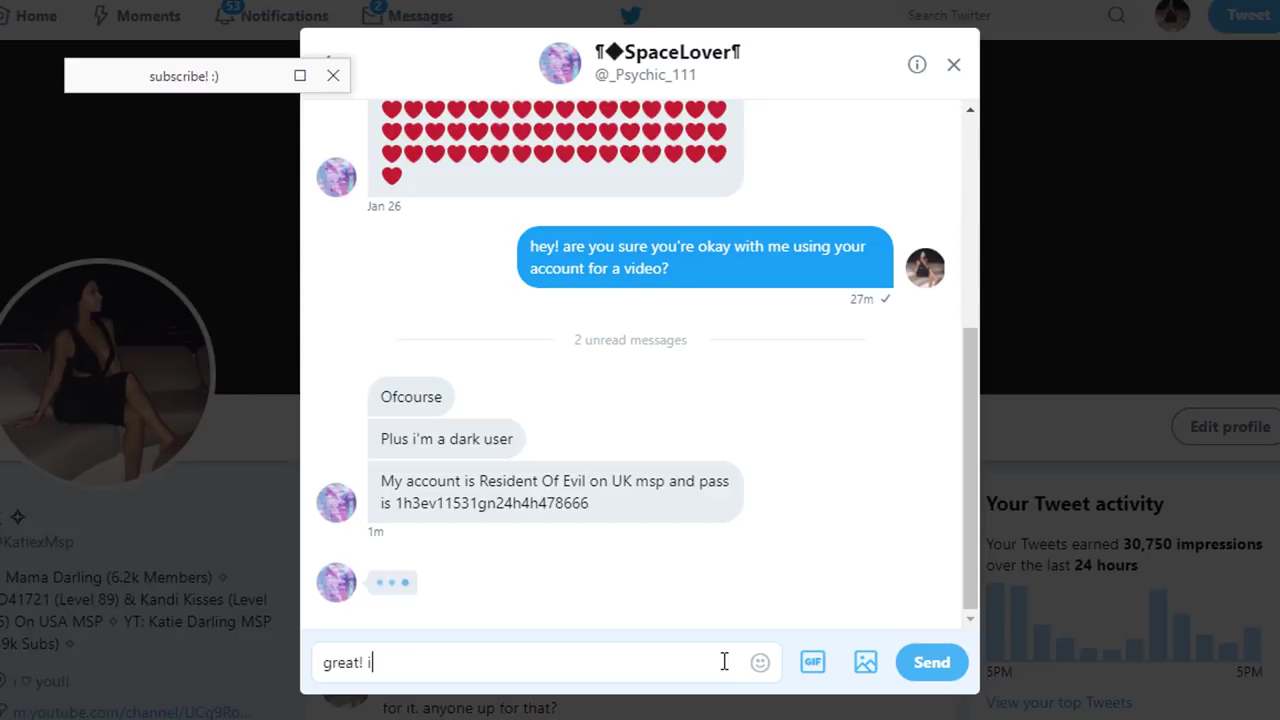 Home
Moments
53
Notifications
2
Messages
Search Twitter
Tweet
subscribe! :)
¶◆SpaceLover¶
@_Psychic_111
Jan 26
hey! are you sure you're okay with me using your
account for a video?
27m ✓
2 unread messages
Ofcourse
Plus i'm a dark user
My account is Resident Of Evil on UK msp and pass
is 1h3ev11531gn24h4h478666
1m
great! i
GIF
Send
Edit profile
@KatiexMsp
Mama Darling (6.2k Members) ✧
D41721 (Level 89) & Kandi Kisses (Level
5) On USA MSP ✧ YT: Katie Darling MSP
9k Subs) ✧
i ♡ you!!
m.youtube.com/channel/UCq9Ro...
Your Tweet activity
Your Tweets earned 30,750 impressions
over the last 24 hours
5PM
5PM
View your top Tweets
for it. anyone up for that?